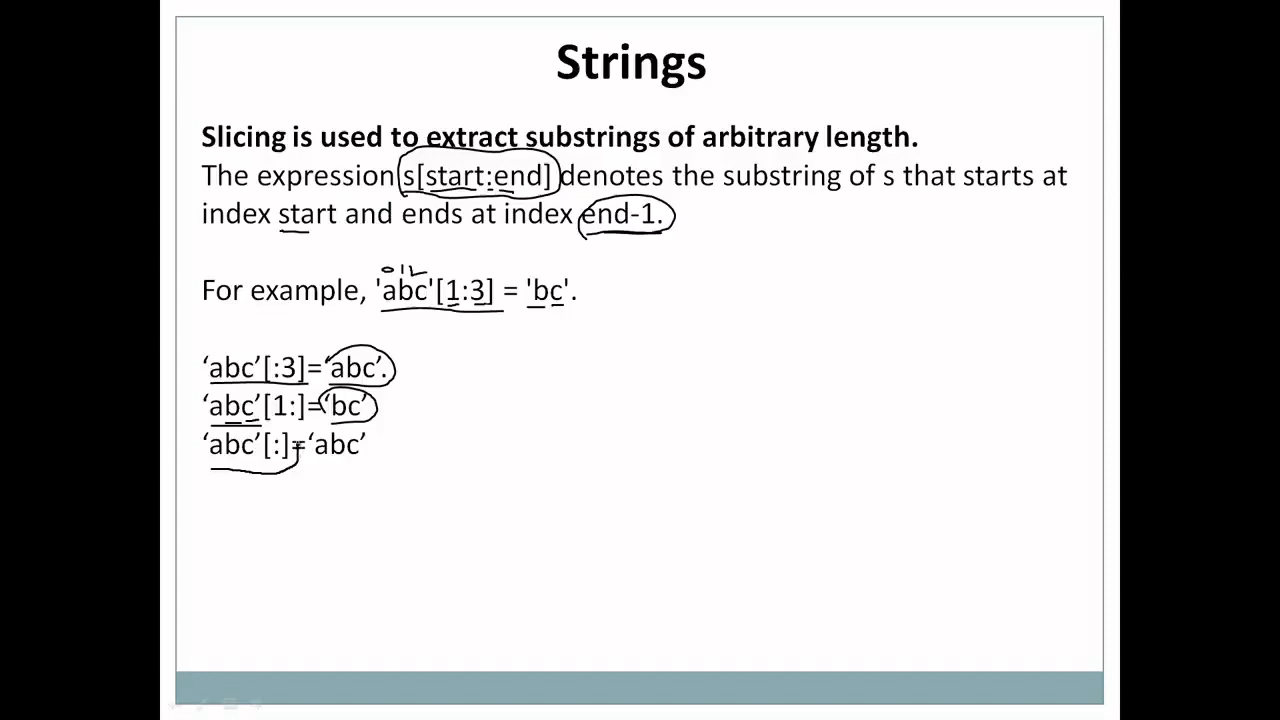 Strings
Slicing is used to extract substrings of arbitrary length.
The expression s[start:end] denotes the substring of s that starts at
index start and ends at index end-1.
012
For example, 'abc'[1:3] = 'bc'.
‘abc’[:3]=‘abc’.
‘abc’[1:]=‘bc’
‘abc’[:]=‘abc’